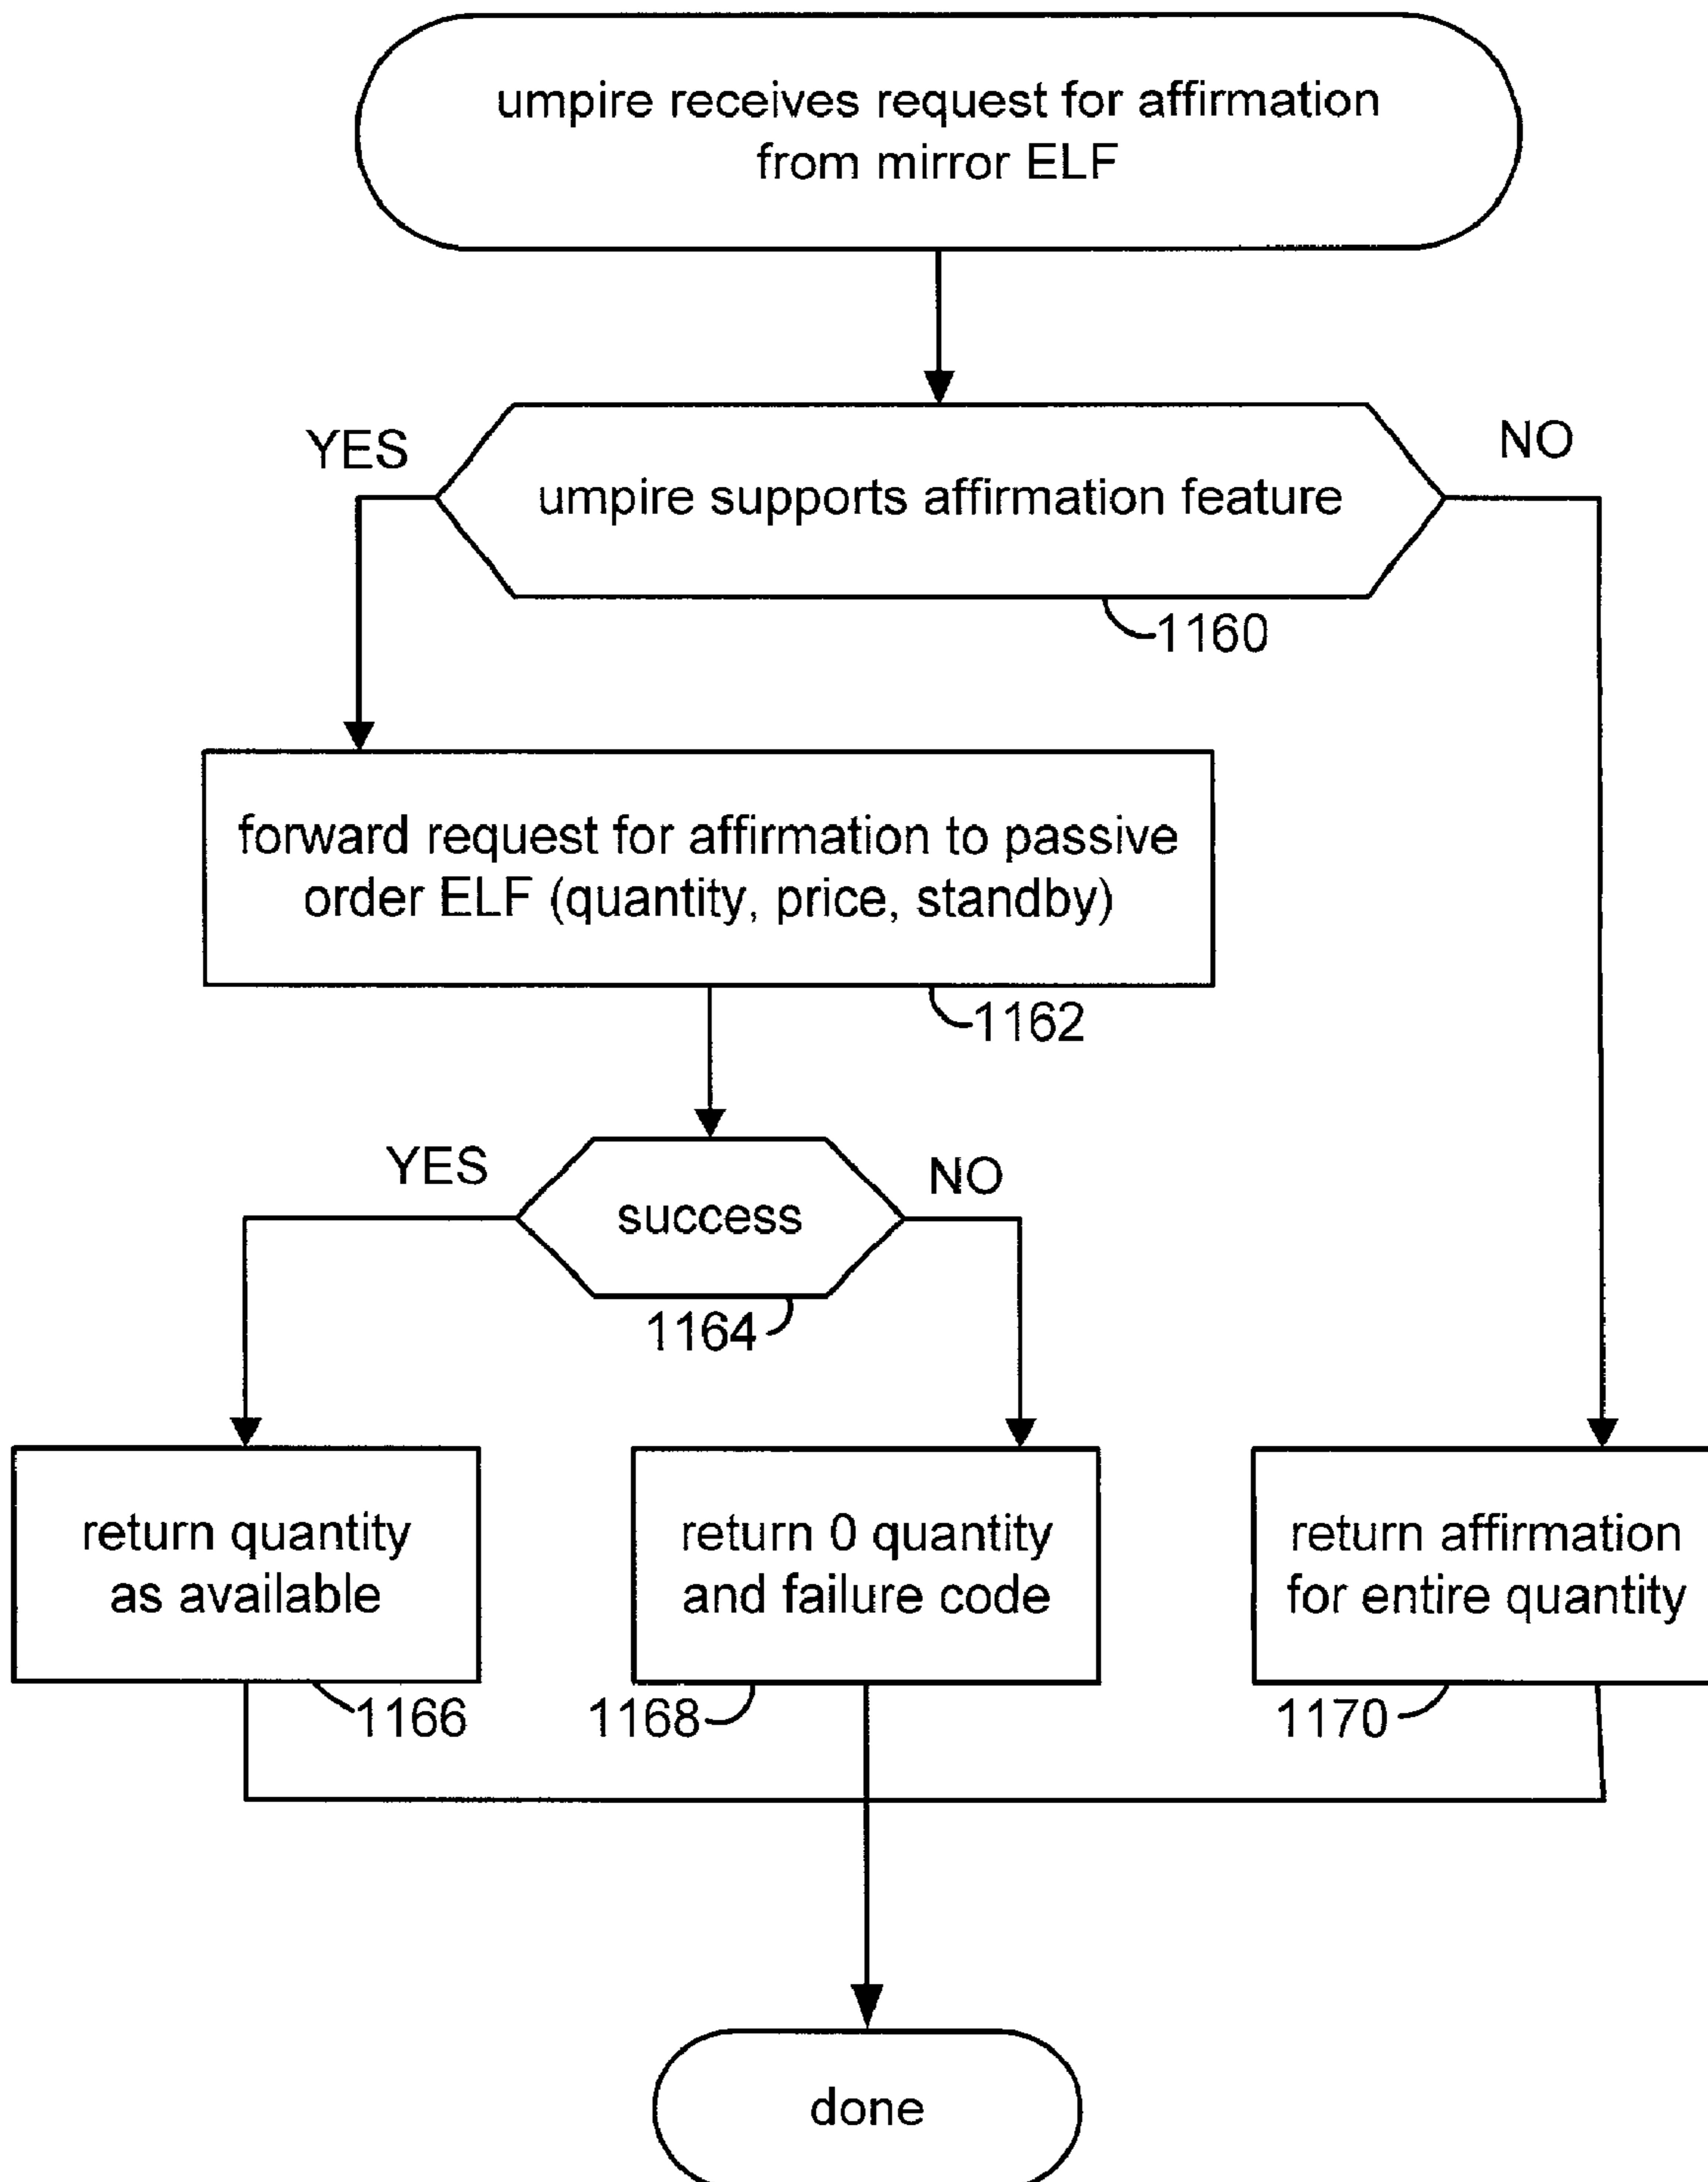 umpire receives request for affirmation
from mirror ELF
YES
NO
umpire supports affirmation feature
1160
forward request for affirmation to passive
order ELF (quantity, price, standby)
1162
YES
NO
success
1164
return quantity
as available
return 0 quantity
and failure code
return affirmation
for entire quantity
1166
1168
1170
done